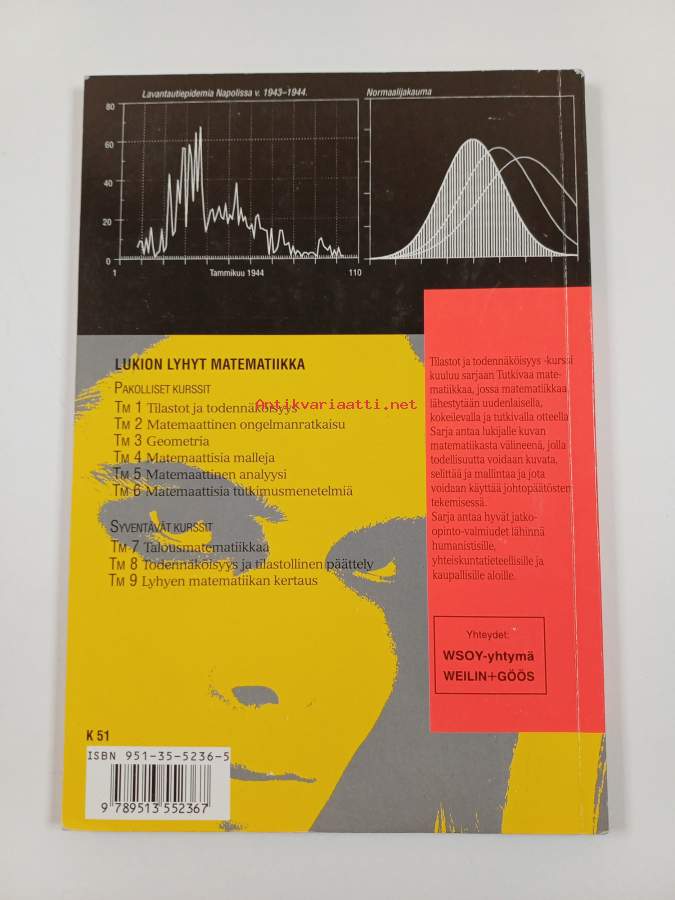 Lavantautiepidemia Napolissa v. 1943–1944.
Normaalijakauma
80
60
40
20
0
1
Tammikuu 1944
110
LUKION LYHYT MATEMATIIKKA
PAKOLLISET KURSSIT
TM 1 Tilastot ja todennäköisyys
TM 2 Matemaattinen ongelmanratkaisu
TM 3 Geometria
TM 4 Matemaattisia malleja
TM 5 Matemaattinen analyysi
TM 6 Matemaattisia tutkimusmenetelmiä
SYVENTÄVÄT KURSSIT
TM 7 Talousmatematiikkaa
TM 8 Todennäköisyys ja tilastollinen päättely
TM 9 Lyhyen matematiikan kertaus
Antikvariaatti.net
Tilastot ja todennäköisyys -kurssi
kuuluu sarjaan Tutkivaa mate-
matiikkaa, jossa matematiikkaa
lähestytään uudenlaisella,
kokeilevalla ja tutkivalla otteella
Sarja antaa lukijalle kuvan
matematiikasta välineenä, jolla
todellisuutta voidaan kuvata,
selittää ja mallintaa ja jota
voidaan käyttää johtopäätösten
tekemisessä.
Sarja antaa hyvät jatko-
opinto-valmiudet lähinnä
humanistisille,
yhteiskuntatieteellisille ja
kaupallisille aloille.
Yhteydet:
WSOY-yhtymä
WEILIN+GÖÖS
K 51
ISBN 951-35-5236-5
9 789513 552367